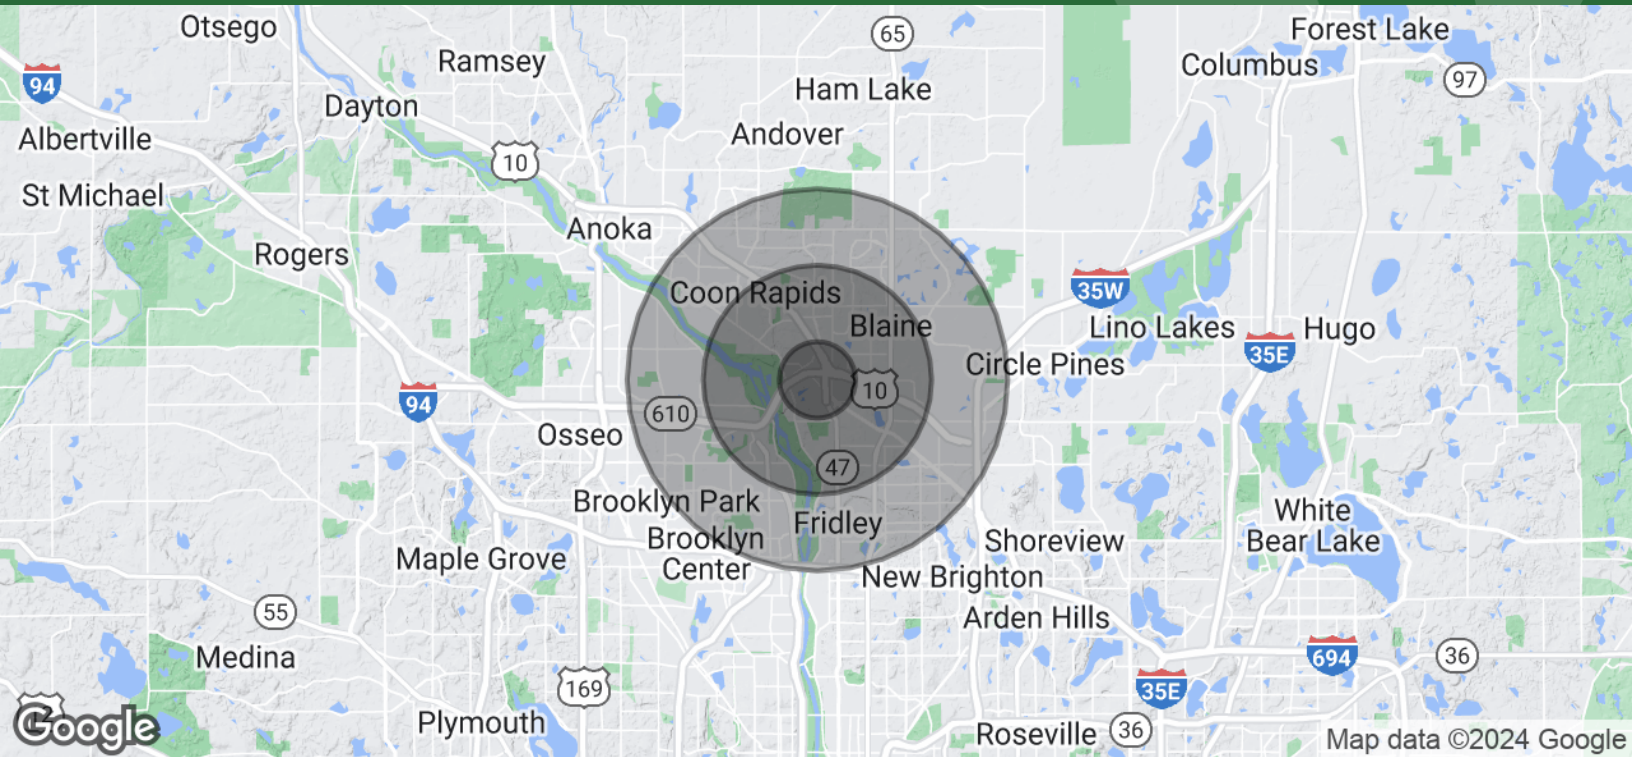 Otsego
65
Forest Lake
Ramsey
Columbus
94
97
Ham Lake
Dayton
Andover
Albertville
10
St Michael
Anoka
Rogers
35W
Coon Rapids
Blaine
Lino Lakes
Hugo
35E
Circle Pines
10
94
610
Osseo
47
Brooklyn Park
White
Bear Lake
Fridley
Brooklyn
Center
Shoreview
Maple Grove
New Brighton
55
Arden Hills
Medina
694
36
169
35E
12
Google
Plymouth
Roseville
36
Map data ©2024 Google